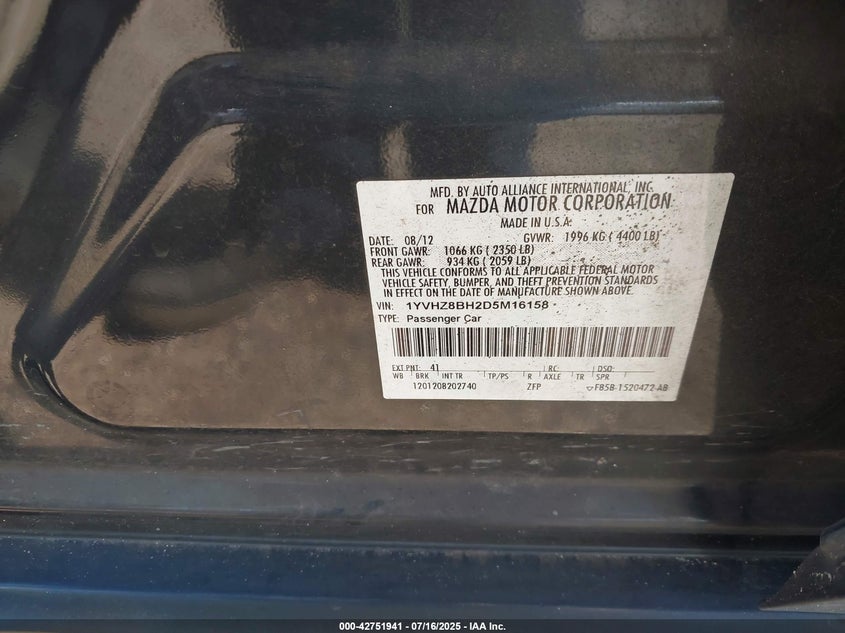 MFD. BY AUTO ALLIANCE INTERNATIONAL, INC.
FOR MAZDA MOTOR CORPORATION
MADE IN U.S.A.
DATE: 08/12 GVWR: 1996 KG ( 4400 LB)
FRONT GAWR: 1066 KG ( 2350 LB)
REAR GAWR: 934 KG ( 2059 LB)
THIS VEHICLE CONFORMS TO ALL APPLICABLE FEDERAL MOTOR
VEHICLE SAFETY, BUMPER, AND THEFT PREVENTION STANDARDS
IN EFFECT ON THE DATE OF MANUFACTURE SHOWN ABOVE.
VIN: 1YVHZ8BH2D5M16158
TYPE: Passenger Car
EXT PNT: 41 RC: DSO:
WB BRK INT TR TP/PS R AXLE TR SPR
1201208202740 ZFP FB5B-1520472-AB
000-42751941 - 07/16/2025 - IAA Inc.